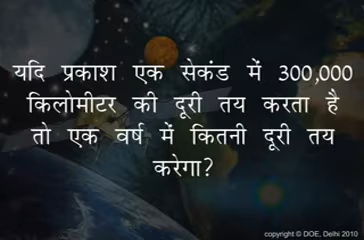 यदि प्रकाश एक सेकंड में 300,000
किलोमीटर की दूरी तय करता है
तो एक वर्ष में कितनी दूरी तय
करेगा?
copyright © DOE, Delhi 2010